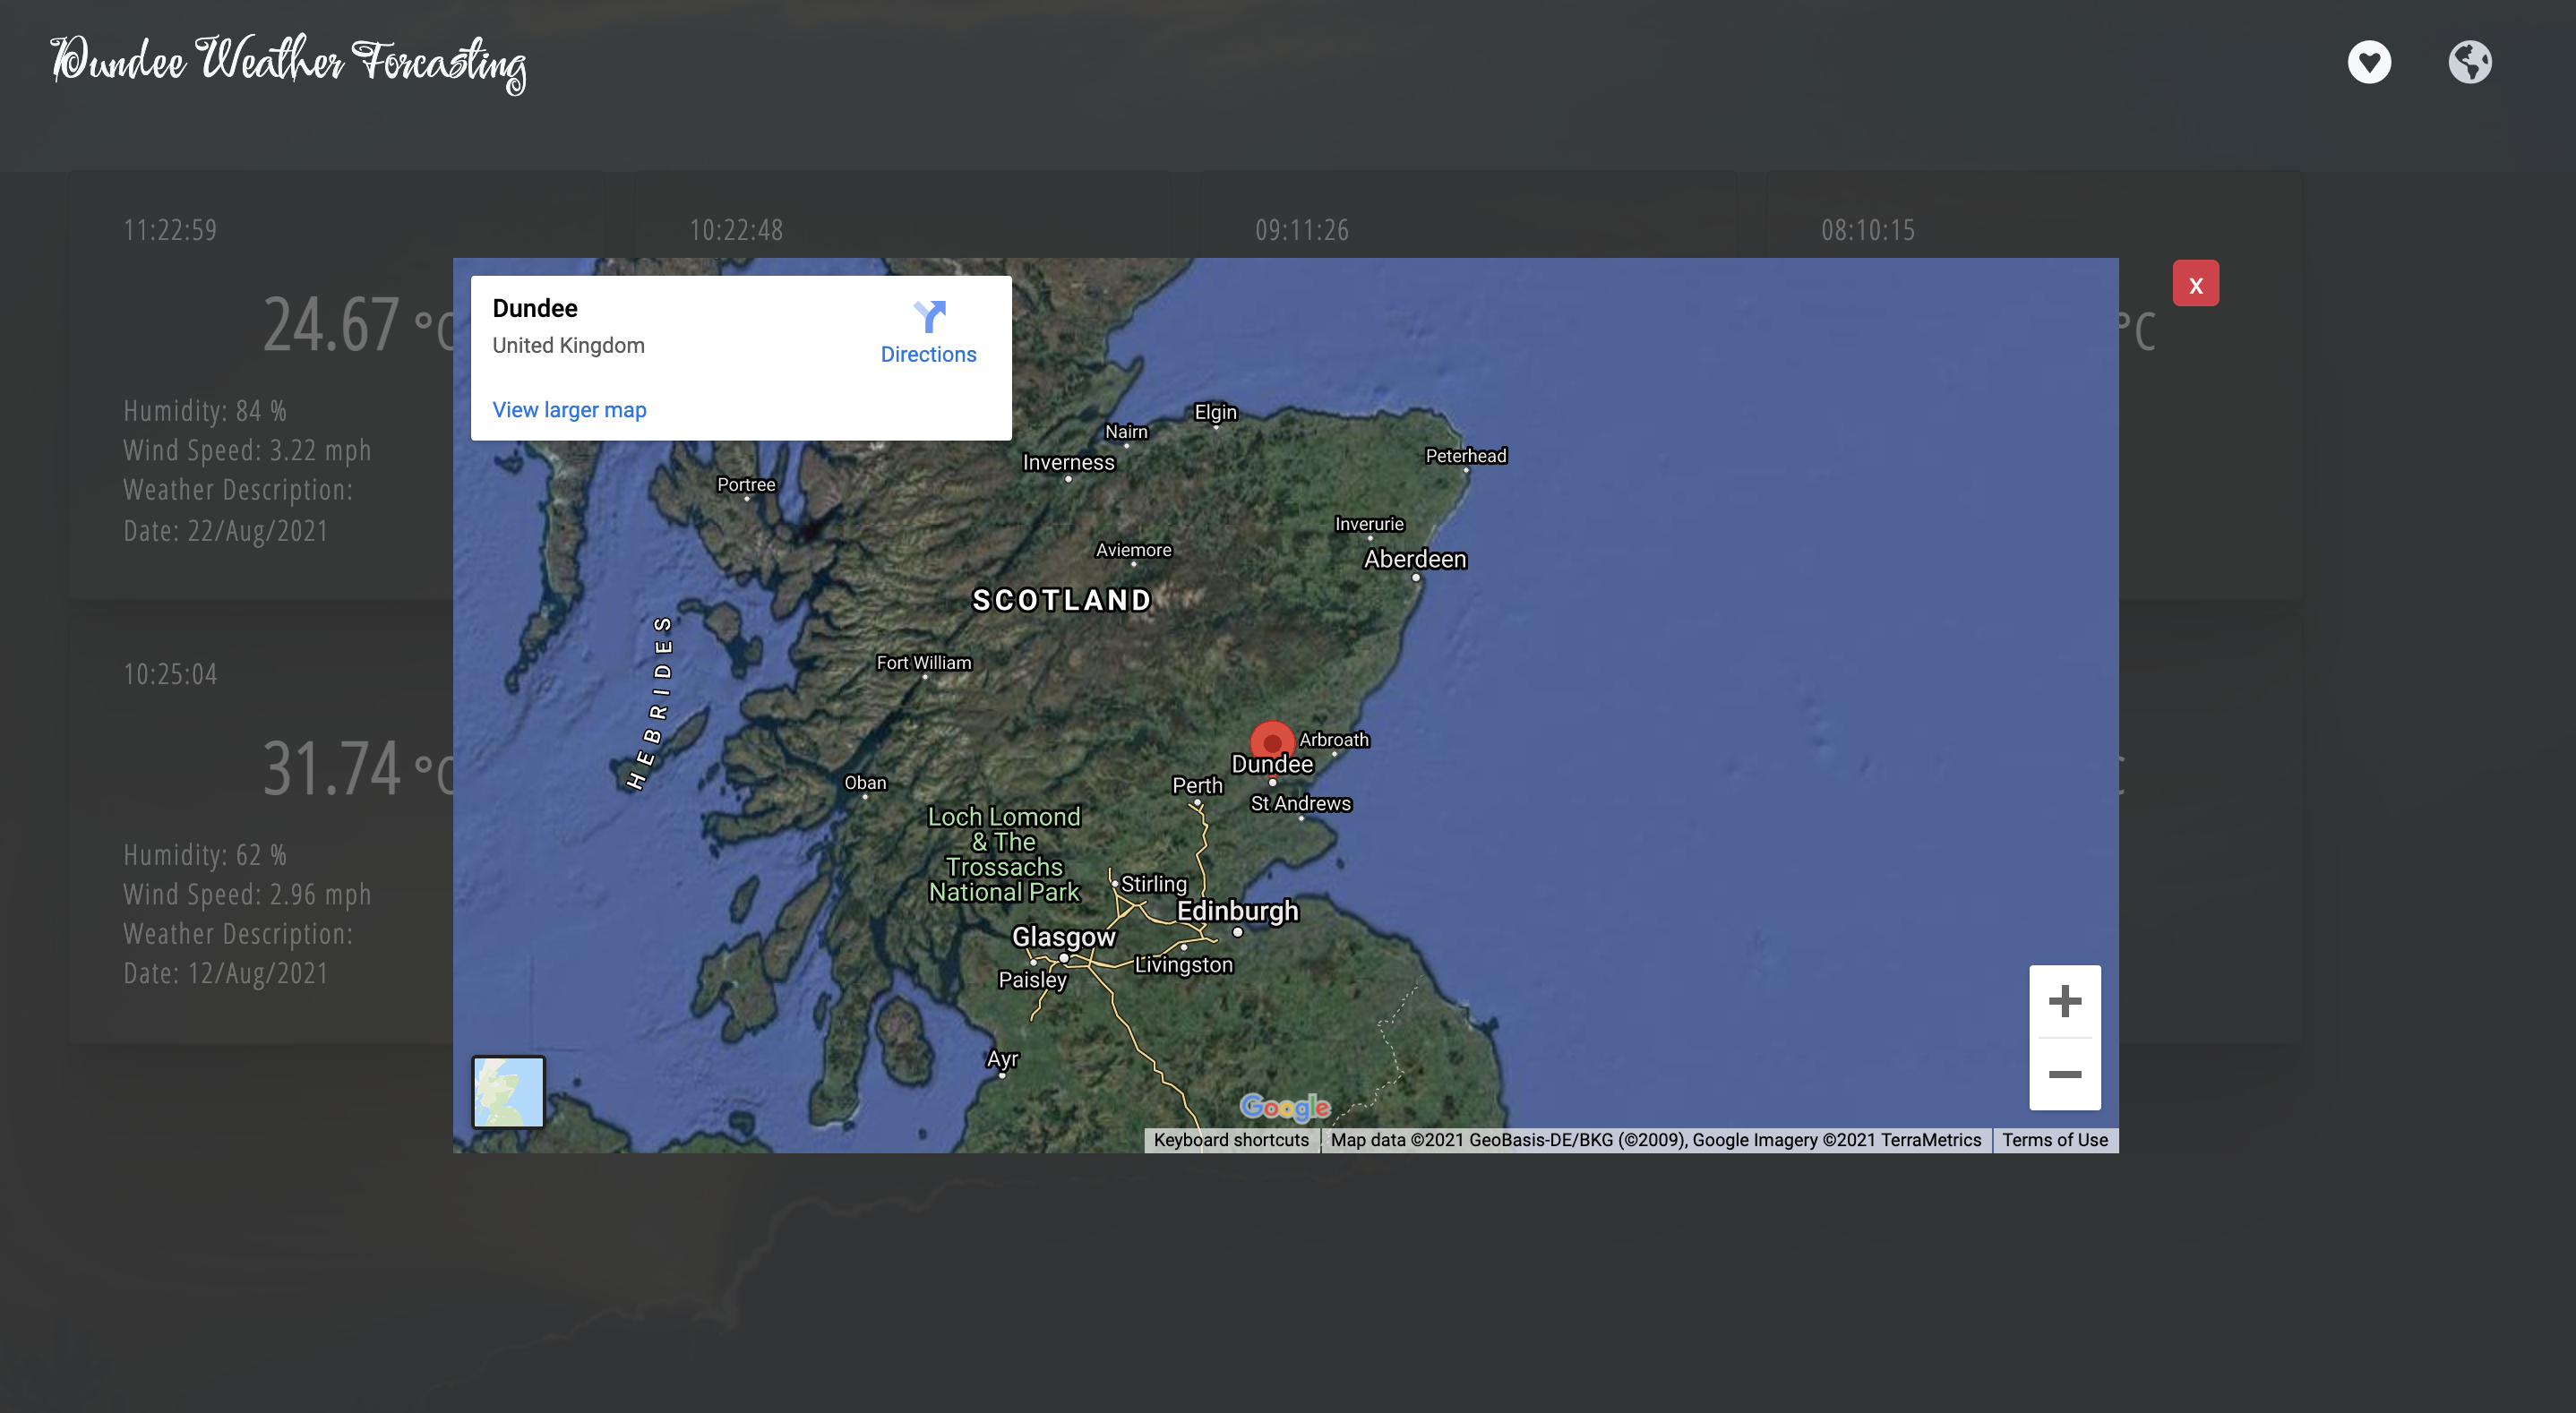 Dundee Weather Forcasting
11:22:59
10:22:48
09:11:26
08:10:15
24.67 °C
°C
Humidity: 84 %
Wind Speed: 3.22 mph
Weather Description:
Date: 22/Aug/2021
10:25:04
31.74 °C
Humidity: 62 %
Wind Speed: 2.96 mph
Weather Description:
Date: 12/Aug/2021
x
Dundee
United Kingdom
Directions
View larger map
Elgin
Nairn
Inverness
Peterhead
Portree
Inverurie
Aviemore
Aberdeen
SCOTLAND
HEBRIDES
Fort William
Arbroath
Dundee
Oban
Perth
St Andrews
Loch Lomond
& The
Trossachs
National Park
Stirling
Edinburgh
Glasgow
Livingston
Paisley
Ayr
Google
Keyboard shortcuts
Map data ©2021 GeoBasis-DE/BKG (©2009), Google Imagery ©2021 TerraMetrics
Terms of Use